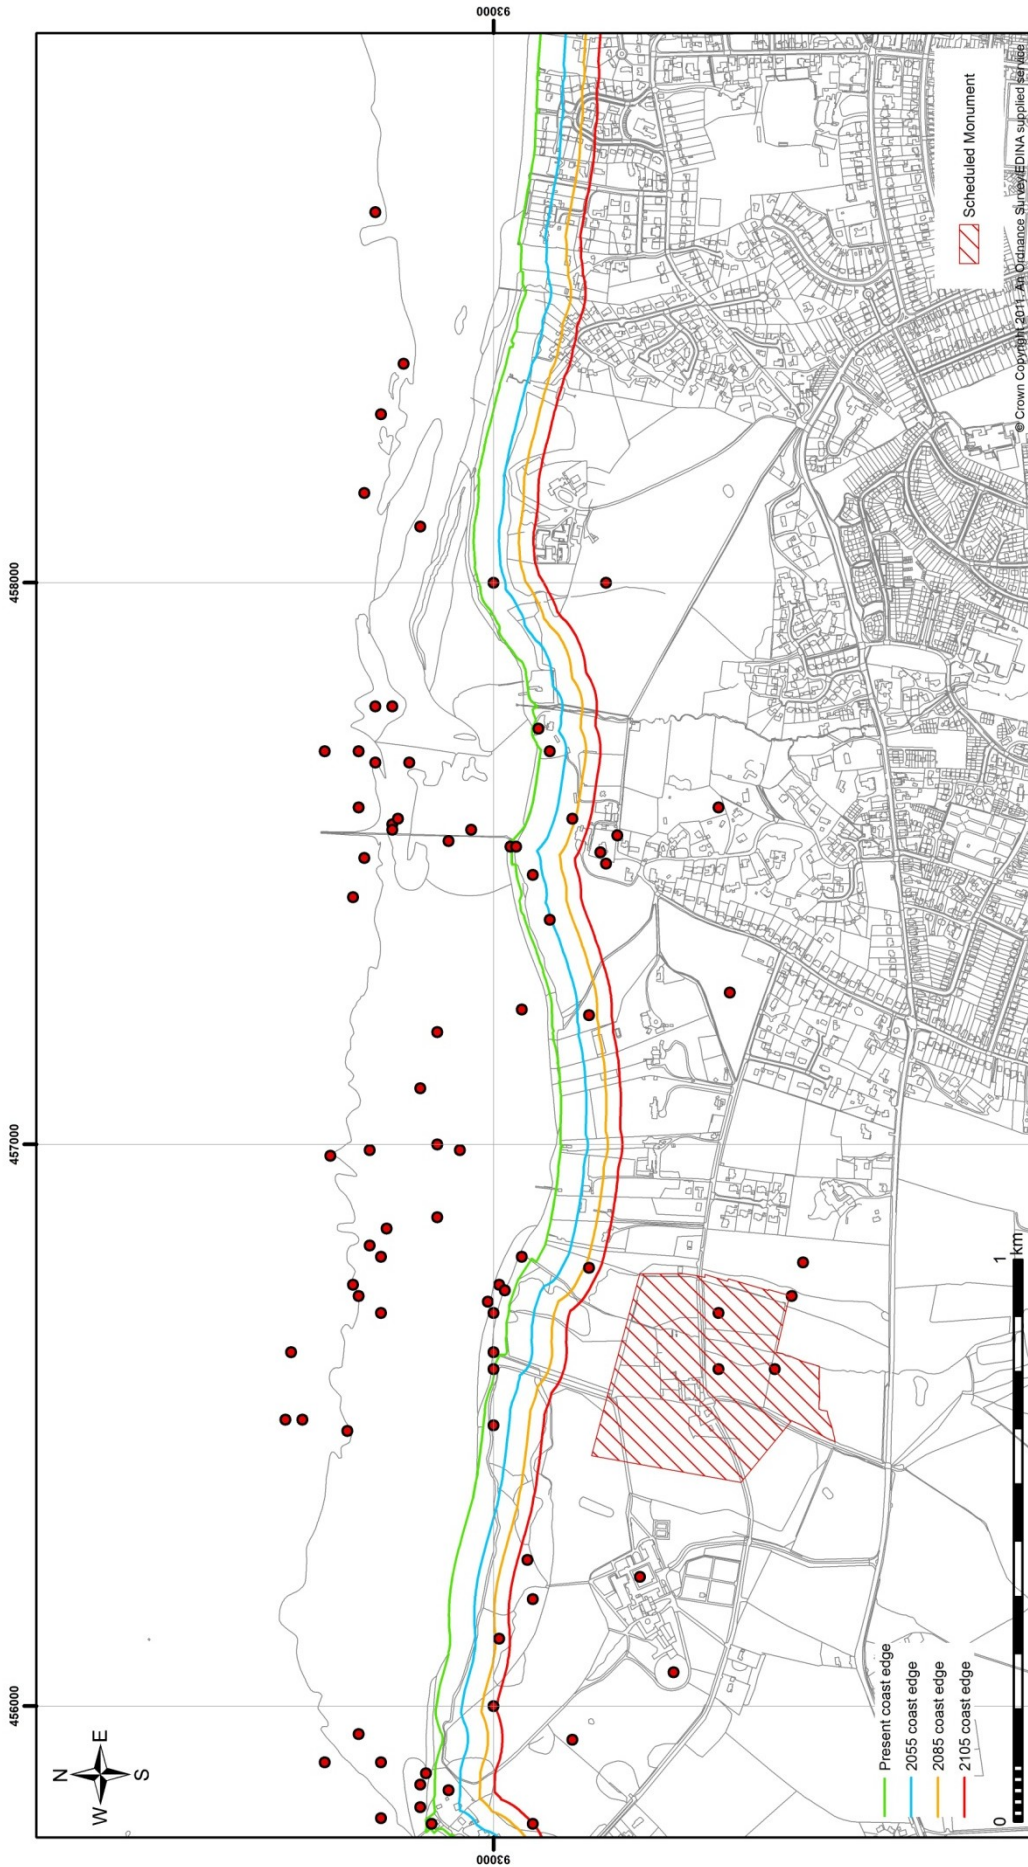 93000
458000
457000
456000
N
W
E
S
Scheduled Monument
© Crown Copyright 2011. An Ordnance Survey/EDINA supplied service
Present coast edge
2055 coast edge
2085 coast edge
2105 coast edge
0
1
km
93000